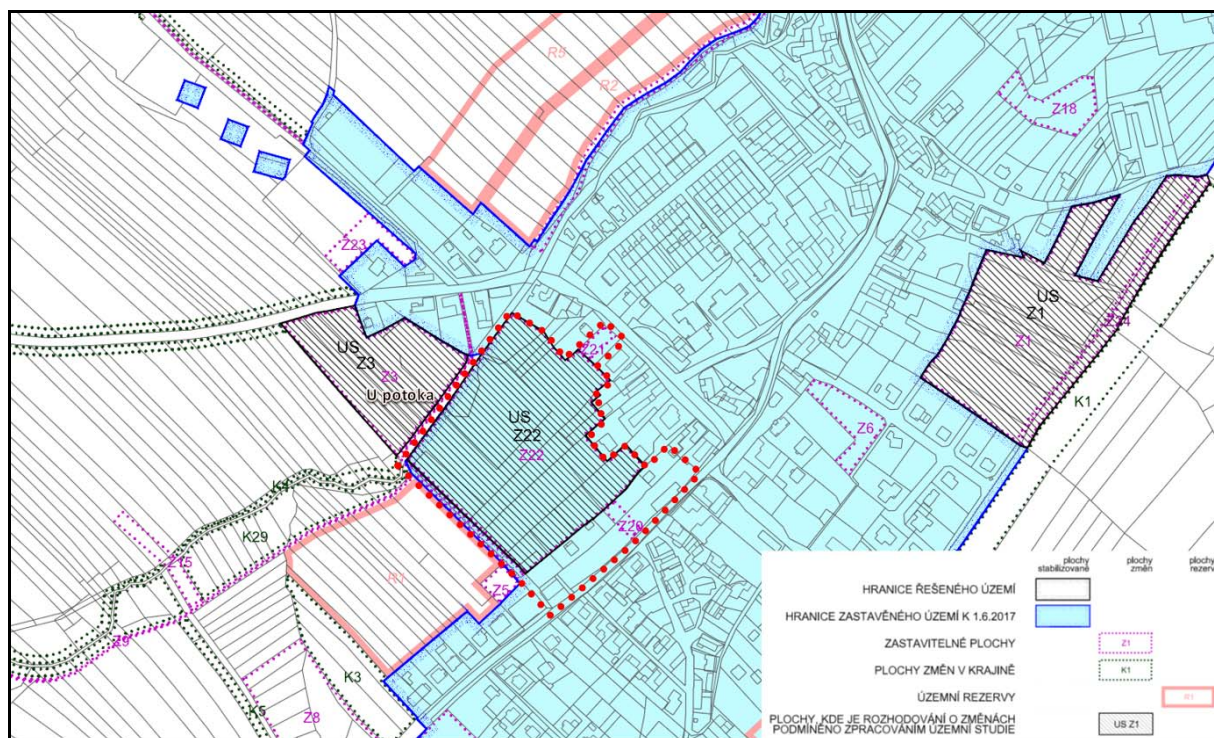 R5
R2
Z18
Z23
US
Z3
Z3
U potoka
Z21
US
Z22
Z22
Z20
US
Z1
Z1
K1
Z6
K4
K29
Z15
Z9
R1
Z5
K3
K5
Z8
plochy
stabilizované
plochy
změn
plochy
rezerv
HRANICE ŘEŠENÉHO ÚZEMÍ
HRANICE ZASTAVĚNÉHO ÚZEMÍ K 1.6.2017
ZASTAVITELNÉ PLOCHY
Z1
PLOCHY ZMĚN V KRAJINĚ
K1
ÚZEMNÍ REZERVY
R1
PLOCHY, KDE JE ROZHODOVÁNÍ O ZMĚNÁCH
PODMÍNĚNO ZPRACOVÁNÍM ÚZEMNÍ STUDIE
US Z1